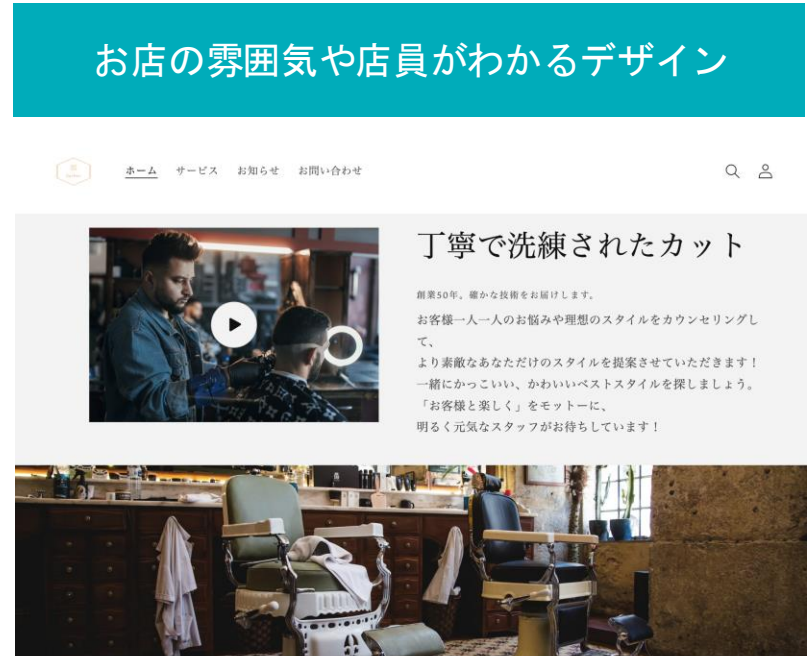 お店の雰囲気や店員がわかるデザイン
ホーム サービス お知らせ お問い合わせ
丁寧で洗練されたカット
創業50年。確かな技術をお届けします。
お客様一人一人のお悩みや理想のスタイルをカウンセリングし
て、
より素敵なあなただけのスタイルを提案させていただきます！
一緒にかっこいい、かわいいベストスタイルを探しましょう。
「お客様と楽しく」をモットーに、
明るく元気なスタッフがお待ちしています！